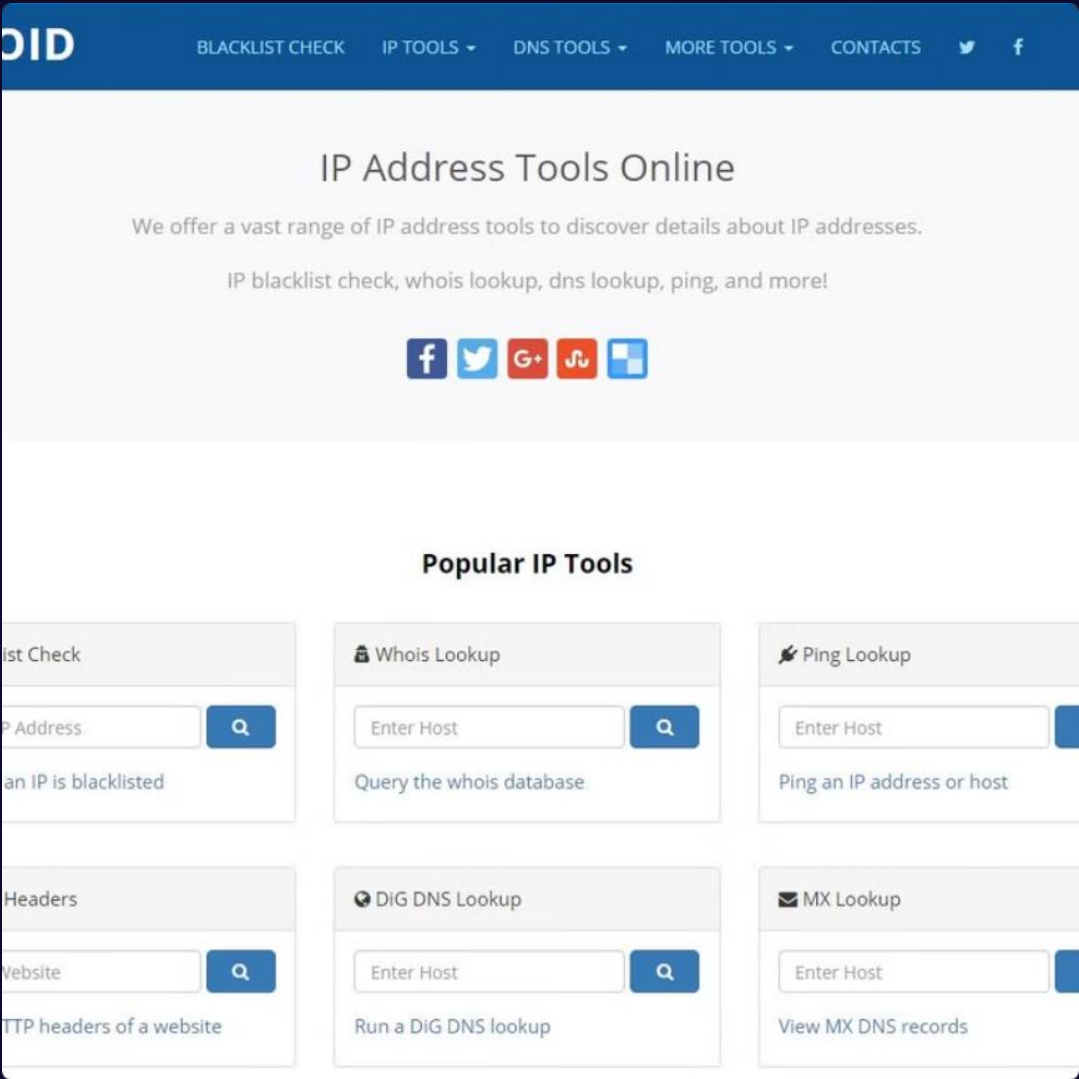 OID
BLACKLIST CHECK IP TOOLS DNS TOOLS MORE TOOLS CONTACTS
IP Address Tools Online
We offer a vast range of IP address tools to discover details about IP addresses.
IP blacklist check, whois lookup, dns lookup, ping, and more!
Popular IP Tools
ist Check
P Address
an IP is blacklisted
Whois Lookup
Enter Host
Query the whois database
Ping Lookup
Enter Host
Ping an IP address or host
Headers
Website
TTP headers of a website
DiG DNS Lookup
Enter Host
Run a DiG DNS lookup
MX Lookup
Enter Host
View MX DNS records